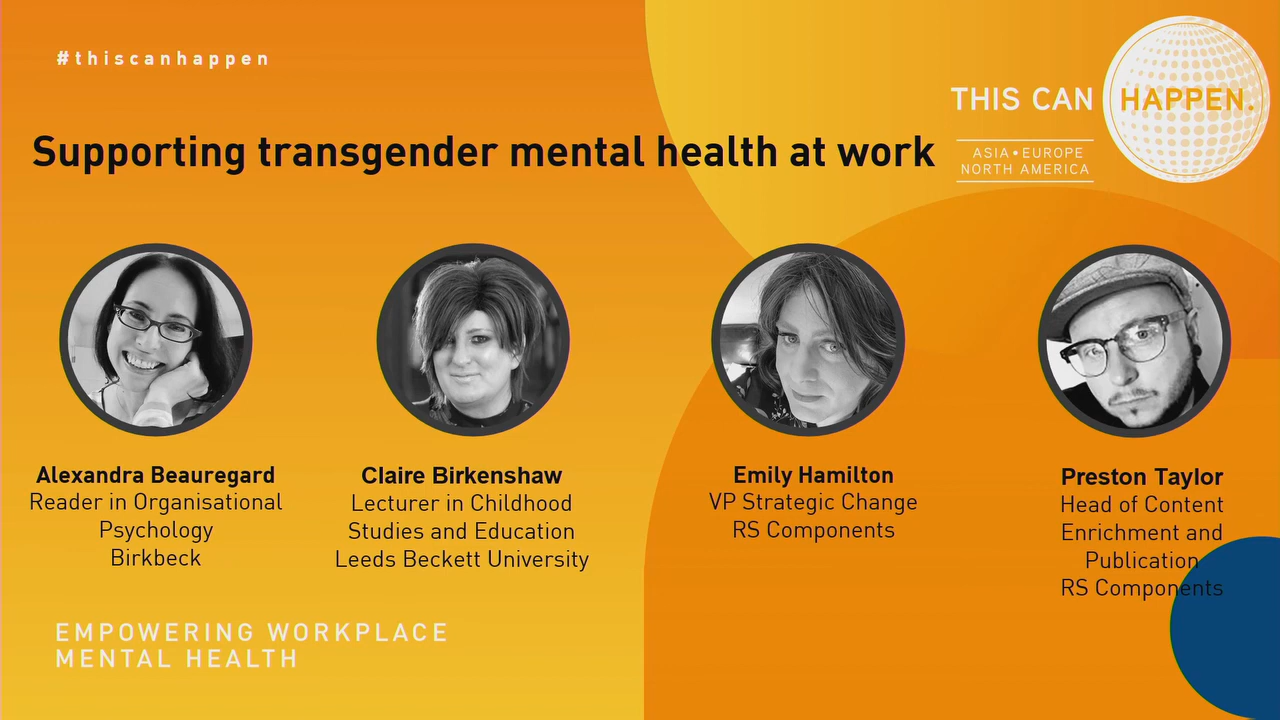 #thiscanhappen
THIS CAN HAPPEN.
ASIA•EUROPE
NORTH AMERICA
Supporting transgender mental health at work
Alexandra Beauregard
Reader in Organisational
Psychology
Birkbeck
Claire Birkenshaw
Lecturer in Childhood
Studies and Education
Leeds Beckett University
Emily Hamilton
VP Strategic Change
RS Components
Preston Taylor
Head of Content
Enrichment and
Publication
RS Components
EMPOWERING WORKPLACE
MENTAL HEALTH